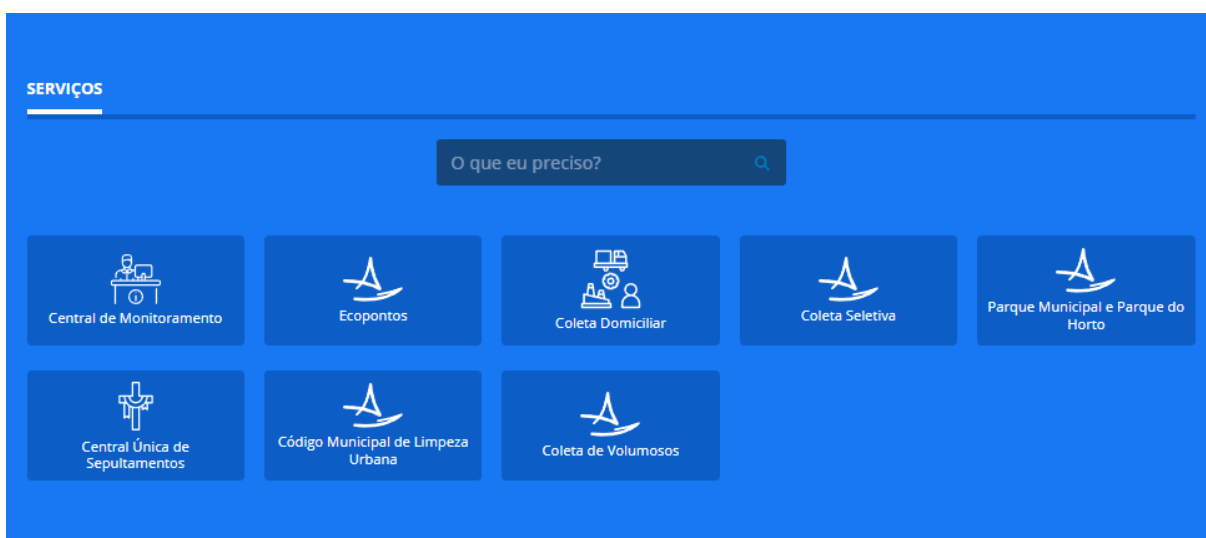 SERVIÇOS
O que eu preciso?
Central de Monitoramento
Ecopontos
Coleta Domiciliar
Coleta Seletiva
Parque Municipal e Parque do
Horto
Central Única de
Sepultamentos
Código Municipal de Limpeza
Urbana
Coleta de Volumosos